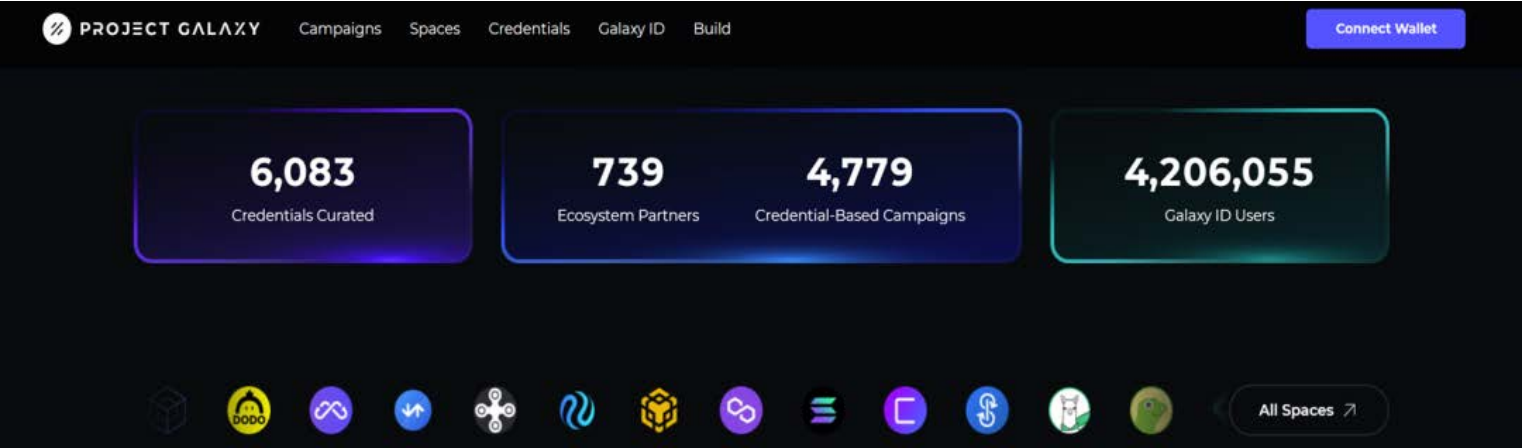 PROJECT GALAXY Campaigns Spaces Credentials Galaxy ID Build Connect Wallet
6,083 739 4,779 4,206,055
Credentials Curated Ecosystem Partners Credential-Based Campaigns Galaxy ID Users
DODO All Spaces